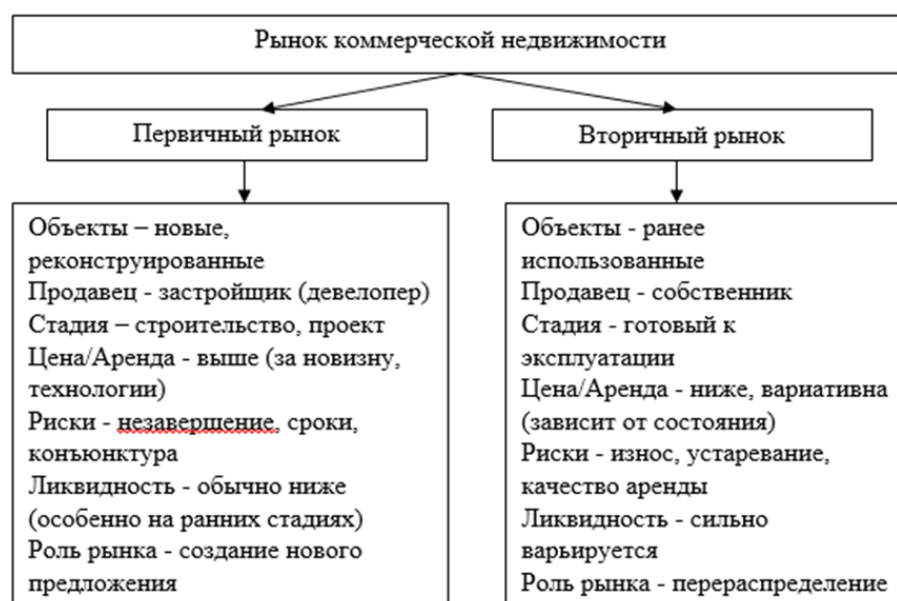 Рынок коммерческой недвижимости
Первичный рынок
Вторичный рынок
Объекты – новые,
реконструированные
Продавец - застройщик (девелопер)
Стадия – строительство, проект
Цена/Аренда - выше (за новизну,
технологии)
Риски - незавершение, сроки,
конъюнктура
Ликвидность - обычно ниже
(особенно на ранних стадиях)
Роль рынка - создание нового
предложения
Объекты - ранее
использованные
Продавец - собственник
Стадия - готовый к
эксплуатации
Цена/Аренда - ниже, вариативна
(зависит от состояния)
Риски - износ, устаревание,
качество аренды
Ликвидность - сильно
варьируется
Роль рынка - перераспределение